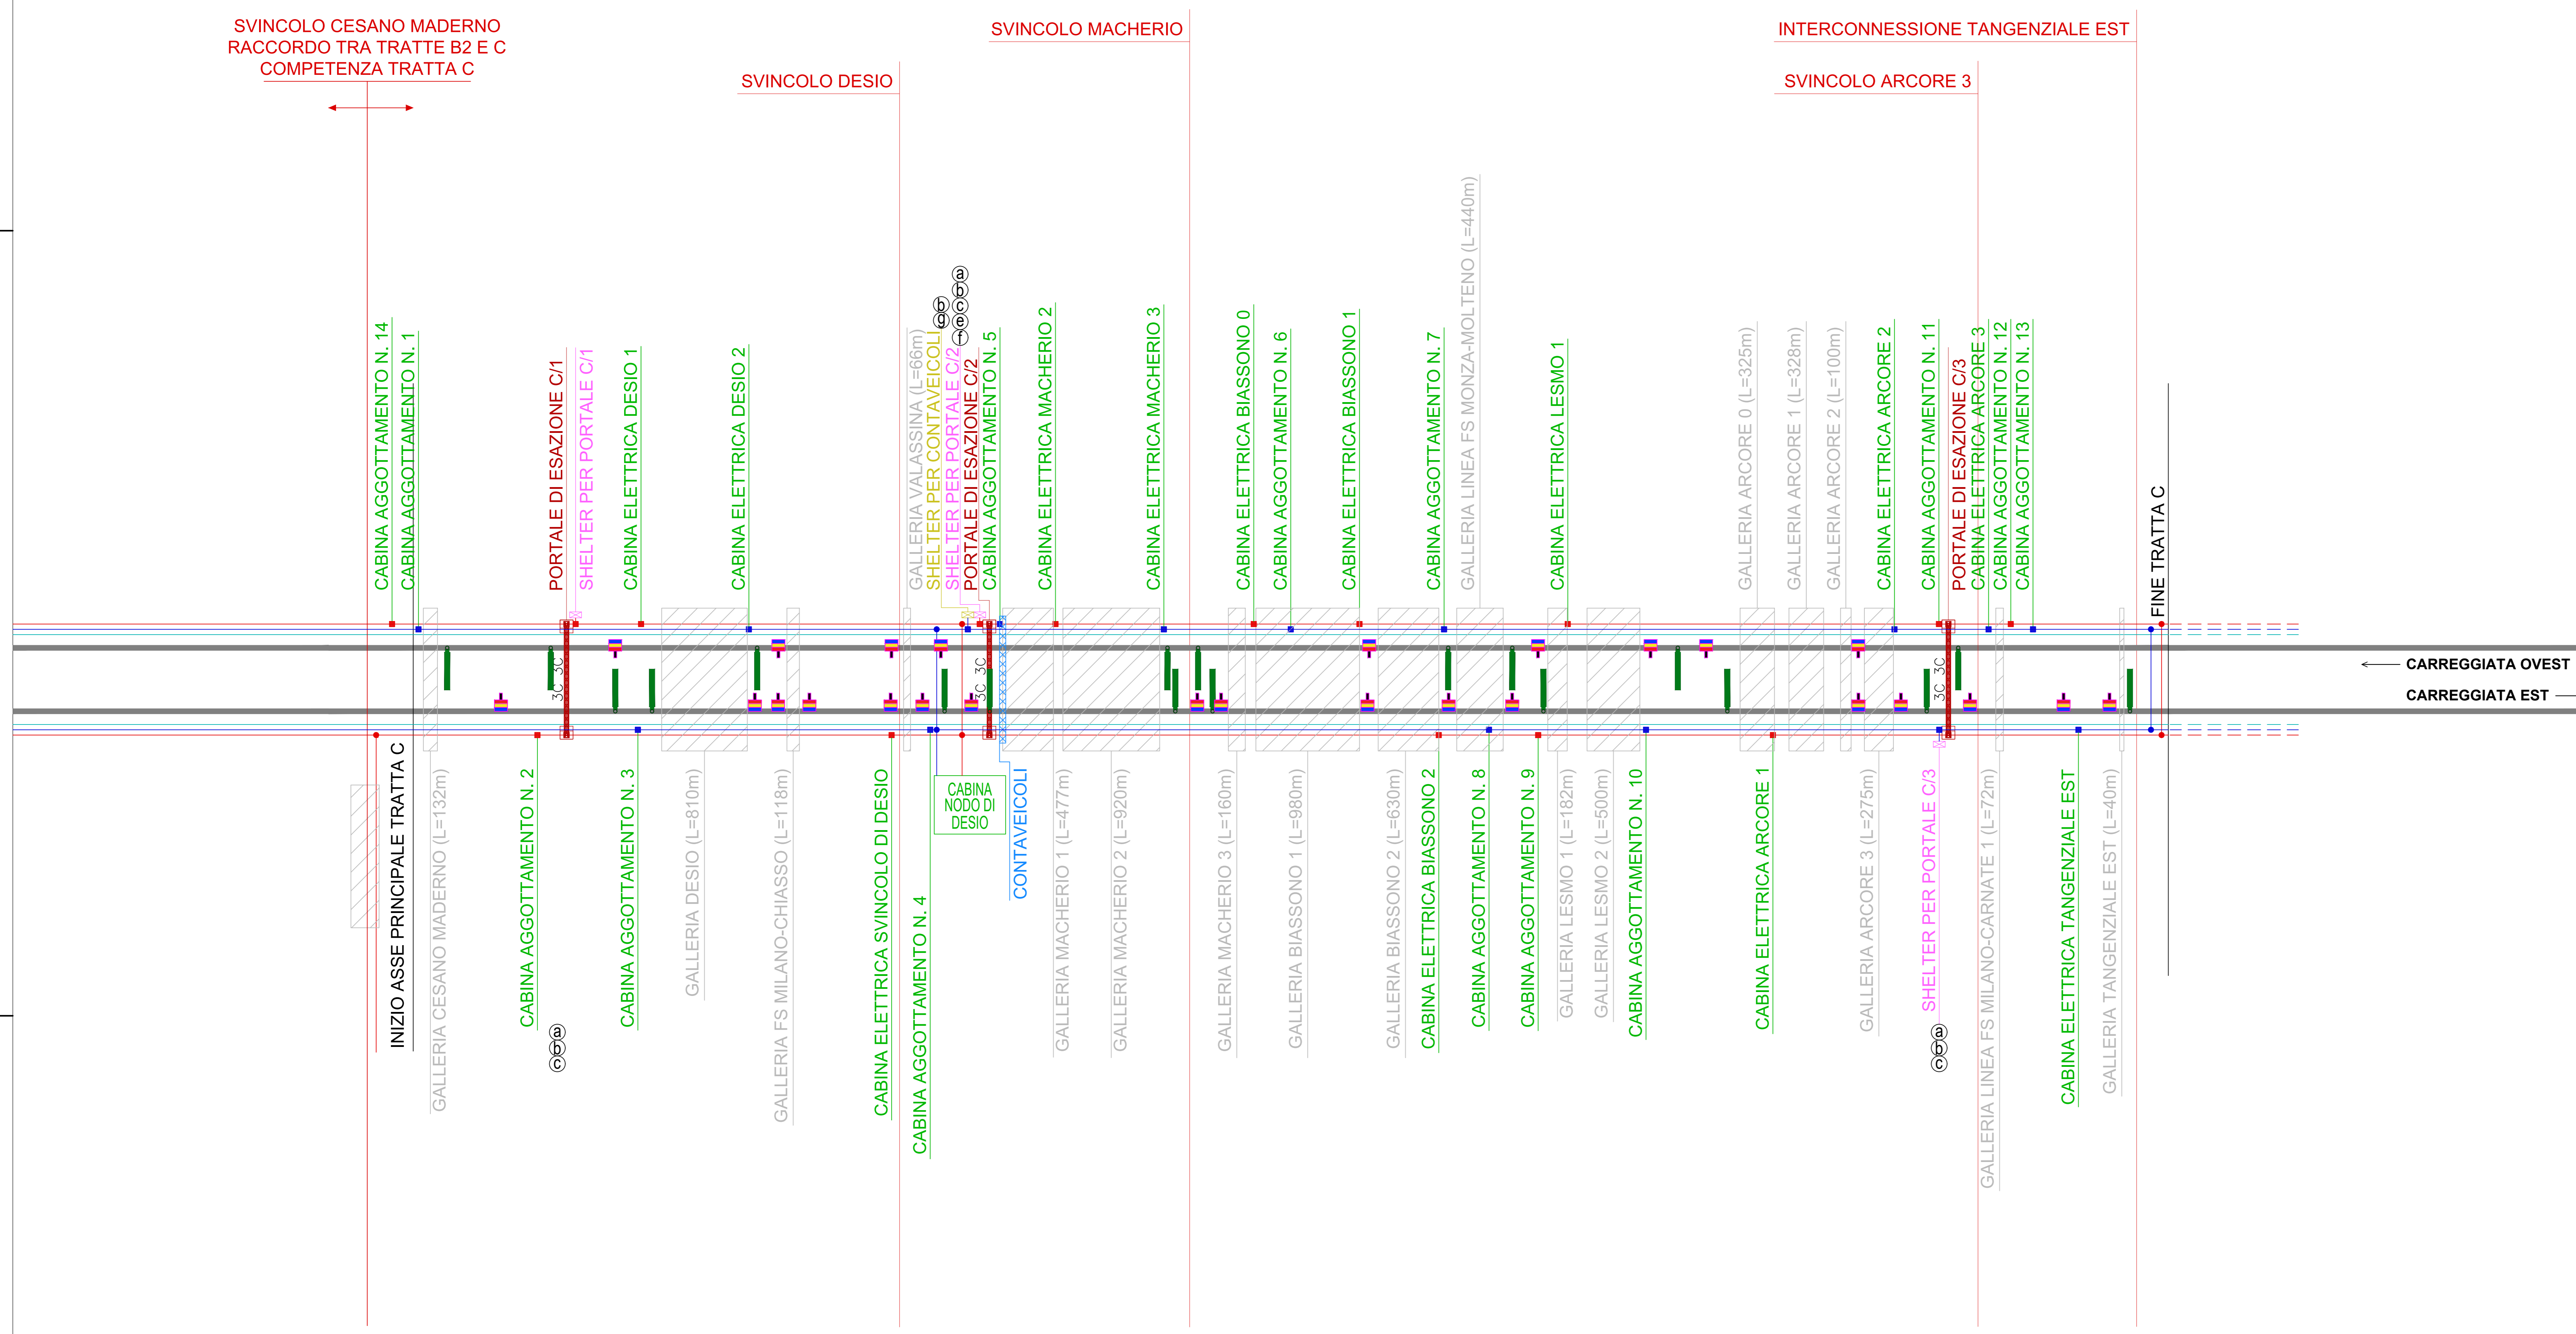 SVINCOLO CESANO MADERNO
RACCORDO TRA TRATTE B2 E C
COMPETENZA TRATTA C
SVINCOLO DESIO
SVINCOLO MACHERIO
INTERCONNESSIONE TANGENZIALE EST
SVINCOLO ARCORE 3
CABINA AGGOTTAMENTO N. 14
CABINA AGGOTTAMENTO N. 1
PORTALE DI ESAZIONE C/1
SHELTER PER PORTALE C/1
CABINA ELETTRICA DESIO 1
CABINA ELETTRICA DESIO 2
GALLERIA VALASSINA (L=66m)
b
g
SHELTER PER CONTAVEICOLI
a
b
c
e
f
SHELTER PER PORTALE C/2
PORTALE DI ESAZIONE C/2
CABINA AGGOTTAMENTO N. 5
CABINA ELETTRICA MACHERIO 2
CABINA ELETTRICA MACHERIO 3
CABINA ELETTRICA BIASSONO 0
CABINA AGGOTTAMENTO N. 6
CABINA ELETTRICA BIASSONO 1
CABINA AGGOTTAMENTO N. 7
GALLERIA LINEA FS MONZA-MOLTENO (L=440m)
CABINA ELETTRICA LESMO 1
GALLERIA ARCORE 0 (L=325m)
GALLERIA ARCORE 1 (L=328m)
GALLERIA ARCORE 2 (L=100m)
CABINA ELETTRICA ARCORE 2
CABINA AGGOTTAMENTO N. 11
PORTALE DI ESAZIONE C/3
CABINA ELETTRICA ARCORE 3
CABINA AGGOTTAMENTO N. 12
CABINA AGGOTTAMENTO N. 13
FINE TRATTA C
3C 3C
3C 3C
3C 3C
CARREGGIATA OVEST
CARREGGIATA EST
INIZIO ASSE PRINCIPALE TRATTA C
GALLERIA CESANO MADERNO (L=132m)
CABINA AGGOTTAMENTO N. 2
a
b
c
CABINA AGGOTTAMENTO N. 3
GALLERIA DESIO (L=810m)
GALLERIA FS MILANO-CHIASSO (L=118m)
CABINA ELETTRICA SVINCOLO DI DESIO
CABINA AGGOTTAMENTO N. 4
CABINA
NODO DI
DESIO
CONTAVEICOLI
GALLERIA MACHERIO 1 (L=477m)
GALLERIA MACHERIO 2 (L=920m)
GALLERIA MACHERIO 3 (L=160m)
GALLERIA BIASSONO 1 (L=980m)
GALLERIA BIASSONO 2 (L=630m)
CABINA ELETTRICA BIASSONO 2
CABINA AGGOTTAMENTO N. 8
CABINA AGGOTTAMENTO N. 9
GALLERIA LESMO 1 (L=182m)
GALLERIA LESMO 2 (L=500m)
CABINA AGGOTTAMENTO N. 10
CABINA ELETTRICA ARCORE 1
GALLERIA ARCORE 3 (L=275m)
SHELTER PER PORTALE C/3
a
b
c
GALLERIA LINEA FS MILANO-CARNATE 1 (L=72m)
CABINA ELETTRICA TANGENZIALE EST
GALLERIA TANGENZIALE EST (L=40m)